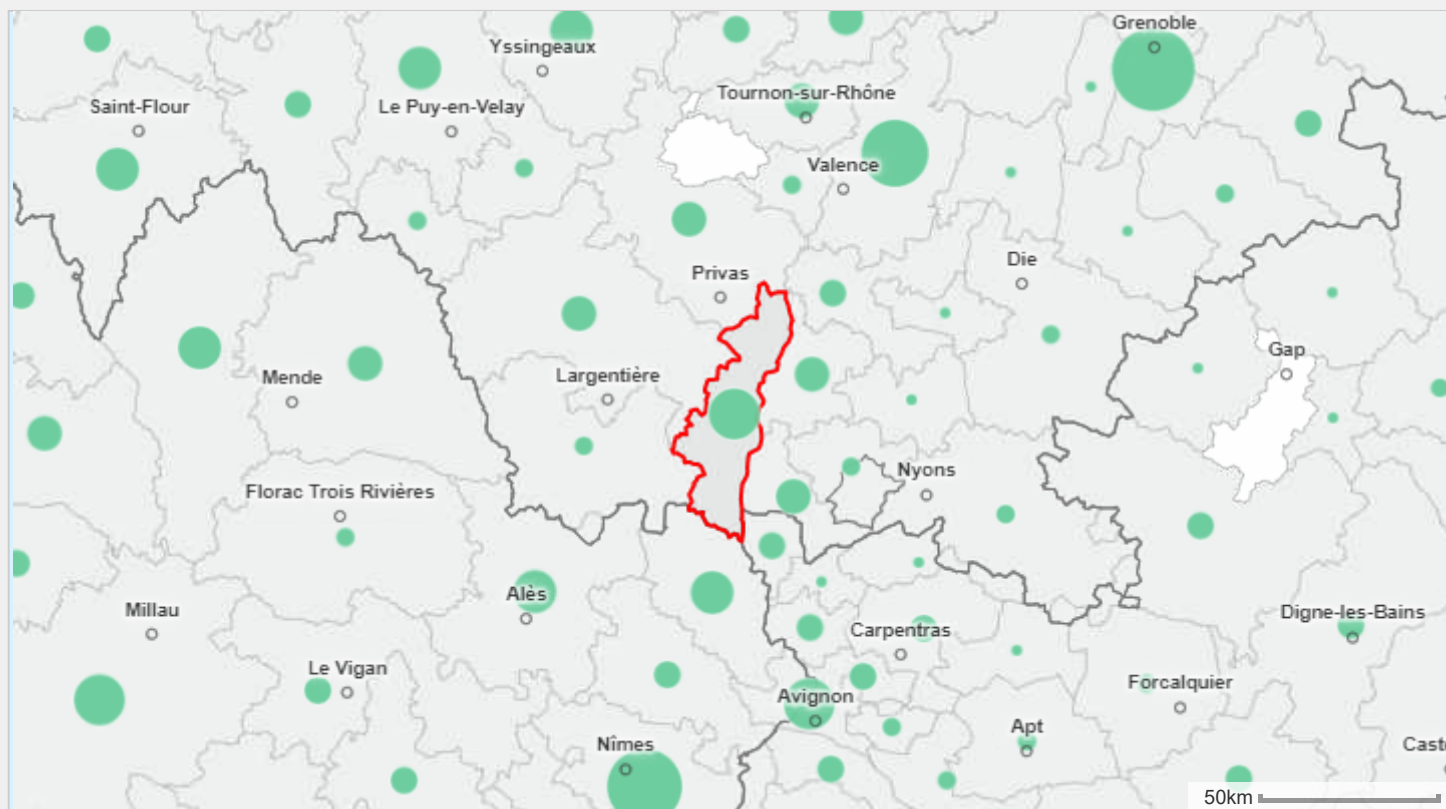 Grenoble
Yssingeaux
Saint-Flour
Le Puy-en-Velay
Tournon-sur-Rhône
Valence
Die
Privas
Gap
Mende
Largentière
Nyons
Florac Trois Rivières
Alès
Millau
Digne-les-Bains
Carpentras
Le Vigan
Forcalquier
Avignon
Apt
Nîmes
Caste
50km